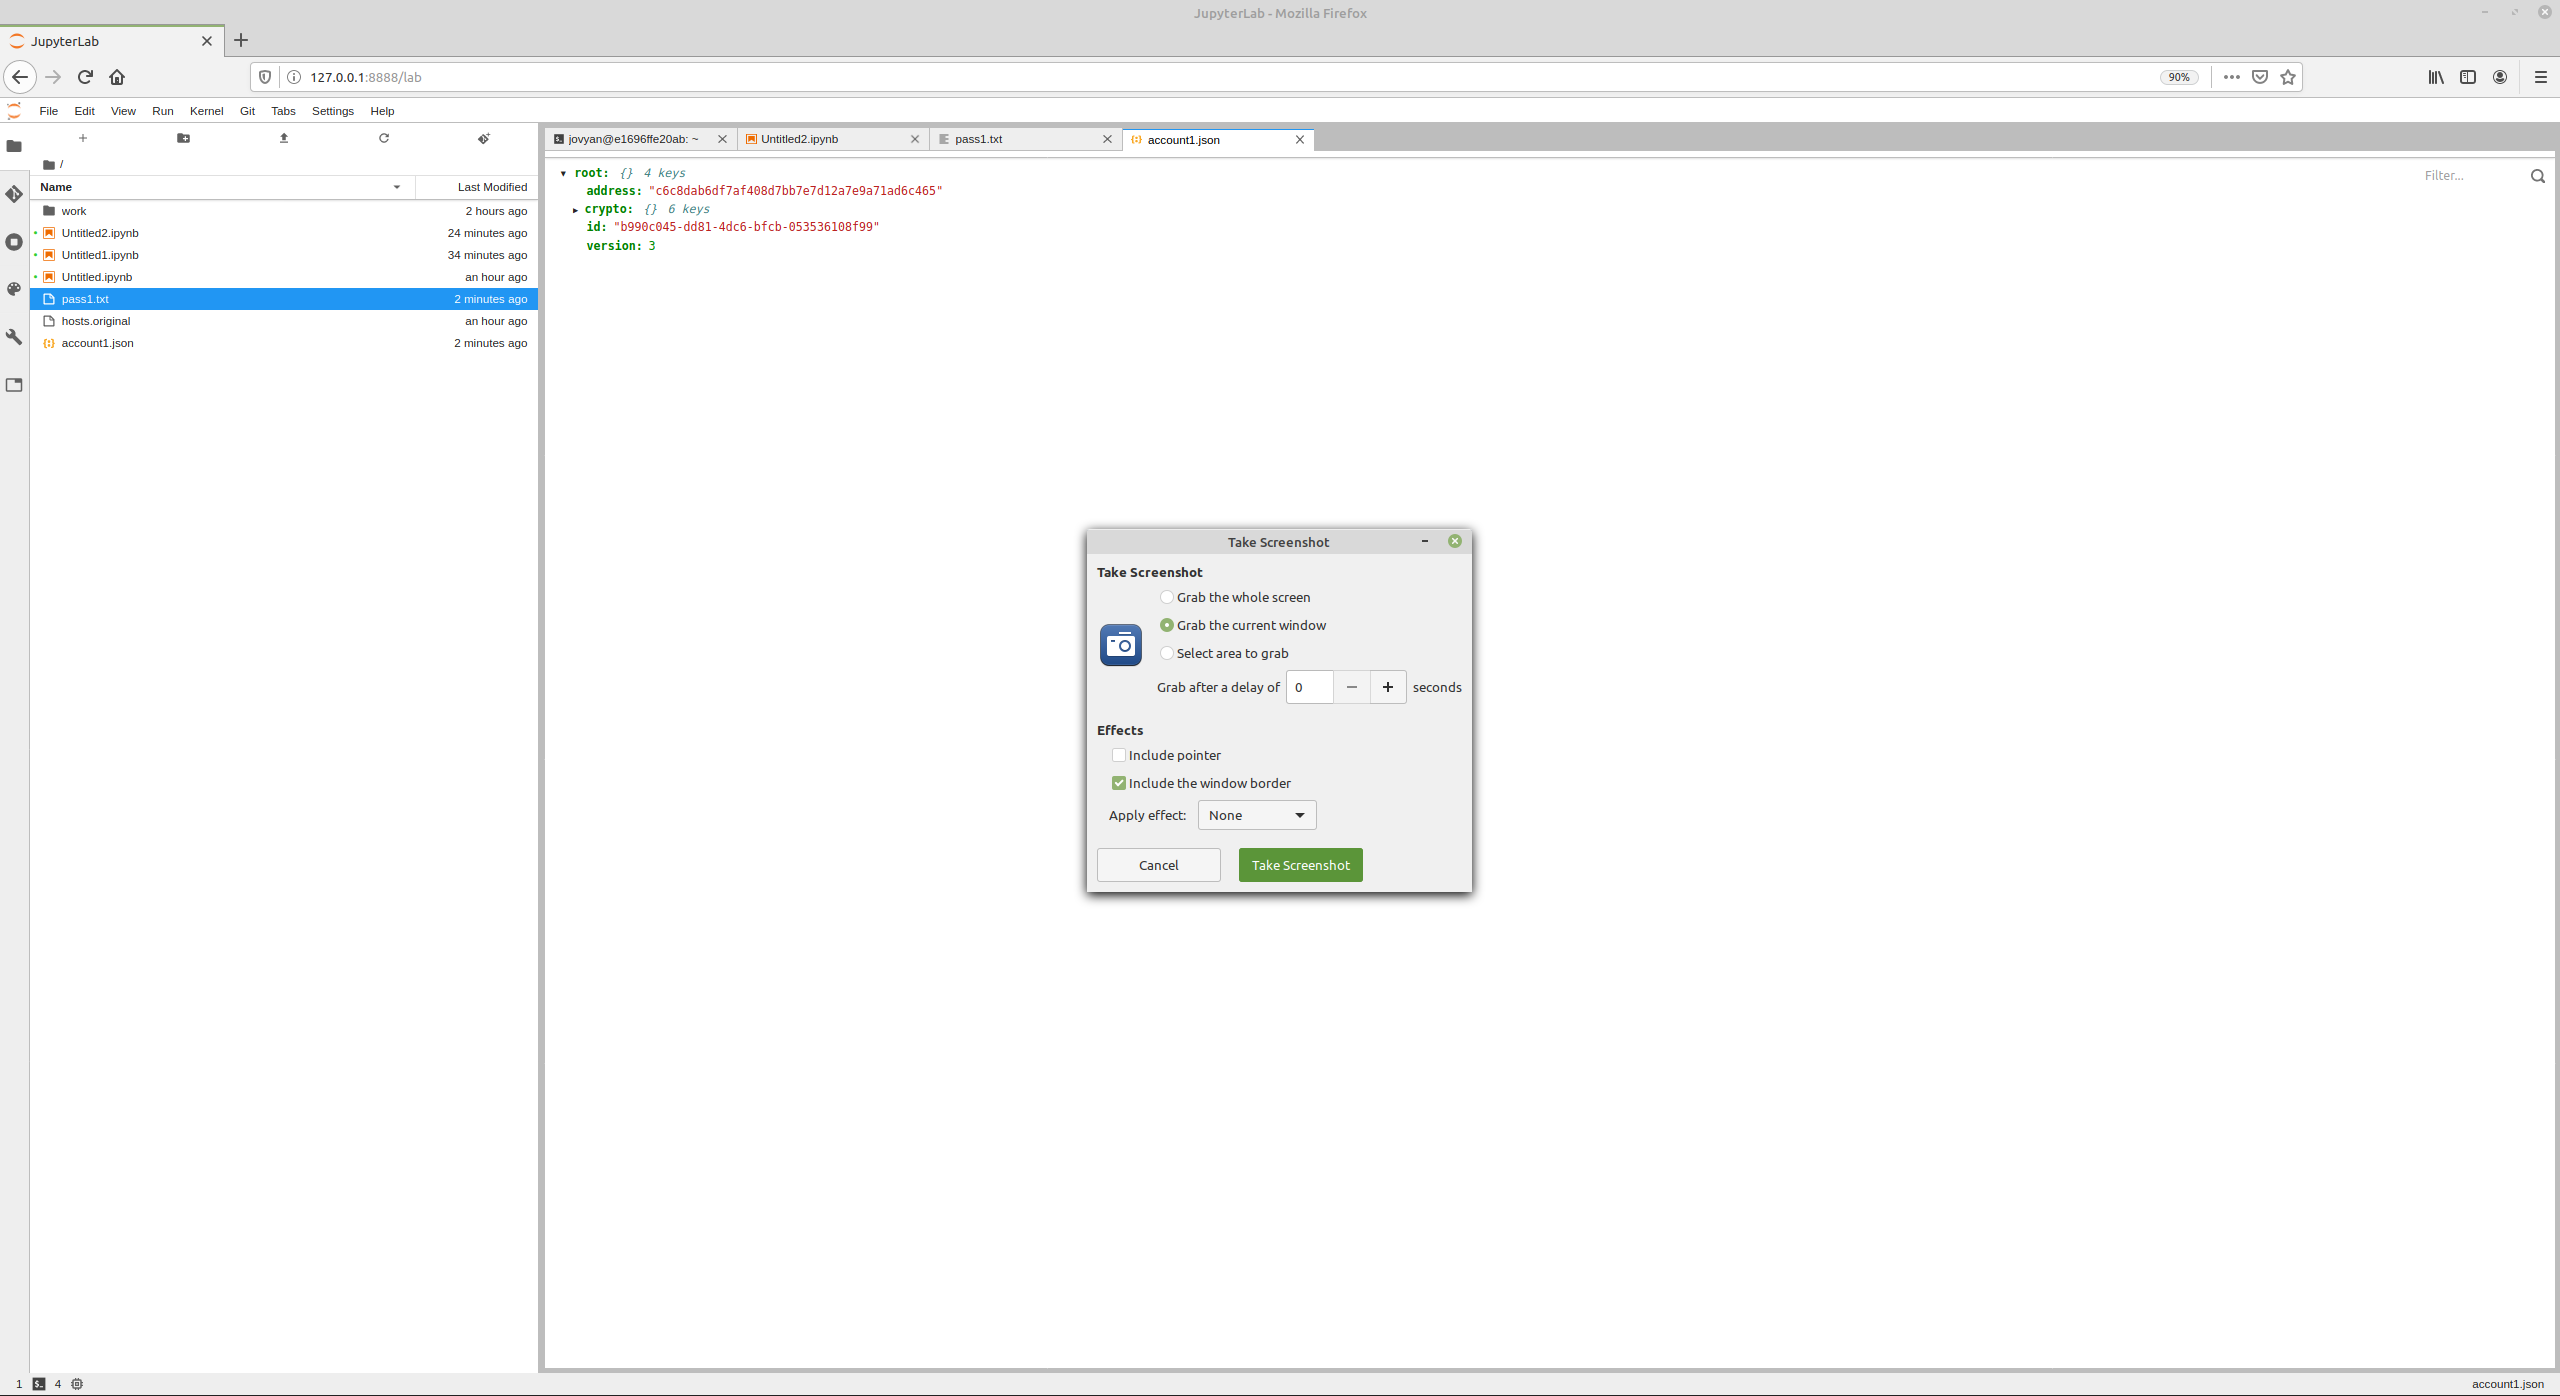 JupyterLab - Mozilla Firefox
JupyterLab
127.0.0.1:8888/lab
90%
File Edit View Run Kernel Git Tabs Settings Help
jovyan@e1696ffe20ab: ~
Untitled2.ipynb
pass1.txt
account1.json
/
Name Last Modified
work 2 hours ago
Untitled2.ipynb 24 minutes ago
Untitled1.ipynb 34 minutes ago
Untitled.ipynb an hour ago
pass1.txt 2 minutes ago
hosts.original an hour ago
account1.json 2 minutes ago
root: {} 4 keys
Filter...
address: "c6c8dab6df7af408d7bb7e7d12a7e9a71ad6c465"
crypto: {} 6 keys
id: "b990c045-dd81-4dc6-bfcb-053536108f99"
version: 3
Take Screenshot
Take Screenshot
Grab the whole screen
Grab the current window
Select area to grab
Grab after a delay of 0 seconds
Effects
Include pointer
Include the window border
Apply effect: None
Cancel Take Screenshot
1 4
account1.json